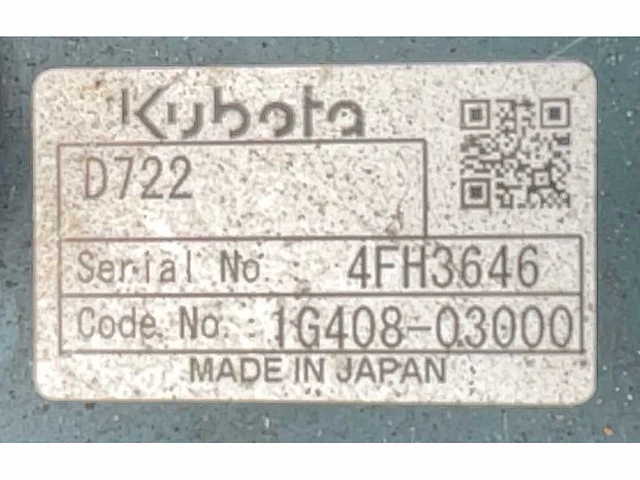 Kubota
D722
Serial No 4FH3646
Code No. 1G408-03000
MADE IN JAPAN